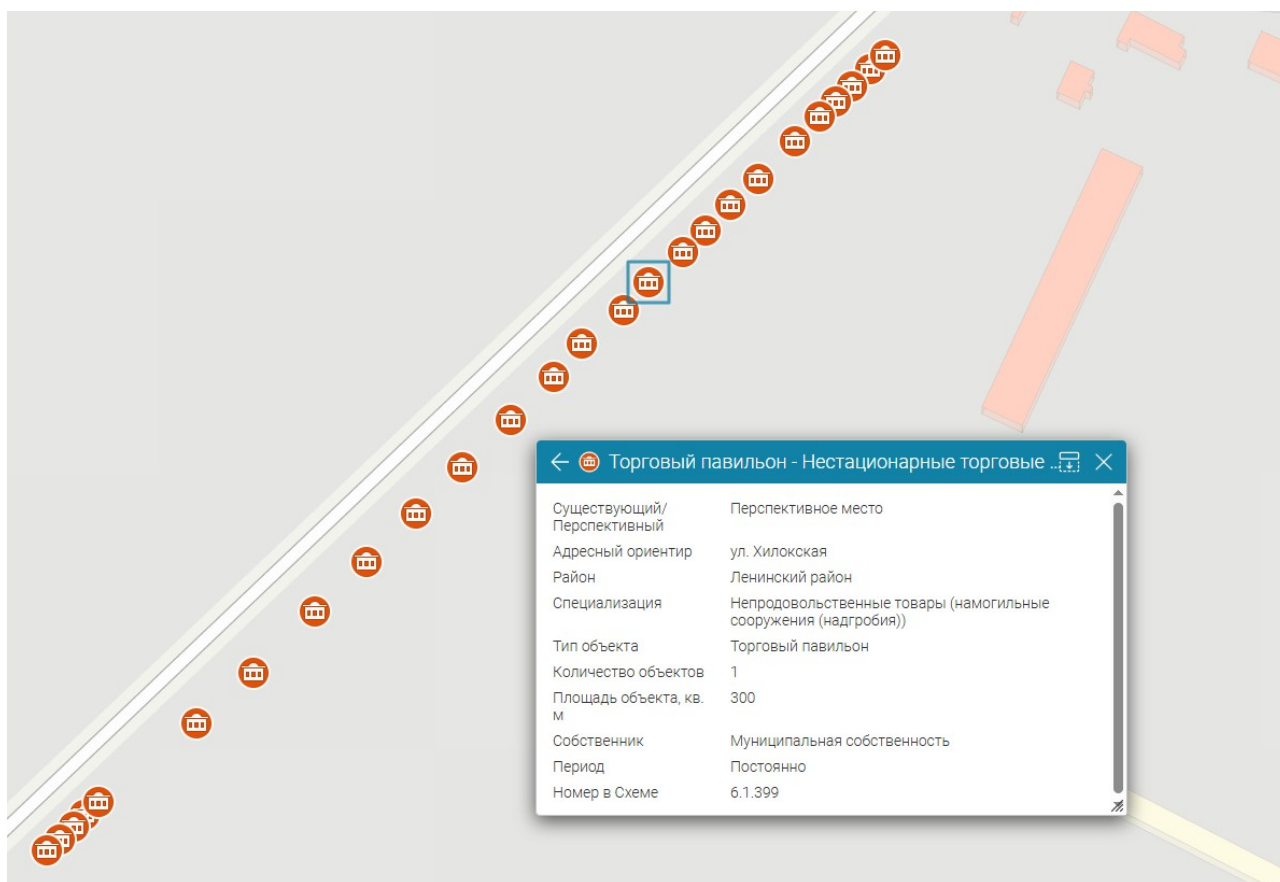 Торговый павильон - Нестационарные торговые ..
Существующий/ Перспективное место
Перспективный
Адресный ориентир ул. Хилокская
Район Ленинский район
Специализация Непродовольственные товары (намогильные
сооружения (надгробия))
Тип объекта Торговый павильон
Количество объектов 1
Площадь объекта, кв. 300
м
Собственник Муниципальная собственность
Период Постоянно
Номер в Схеме 6.1.399